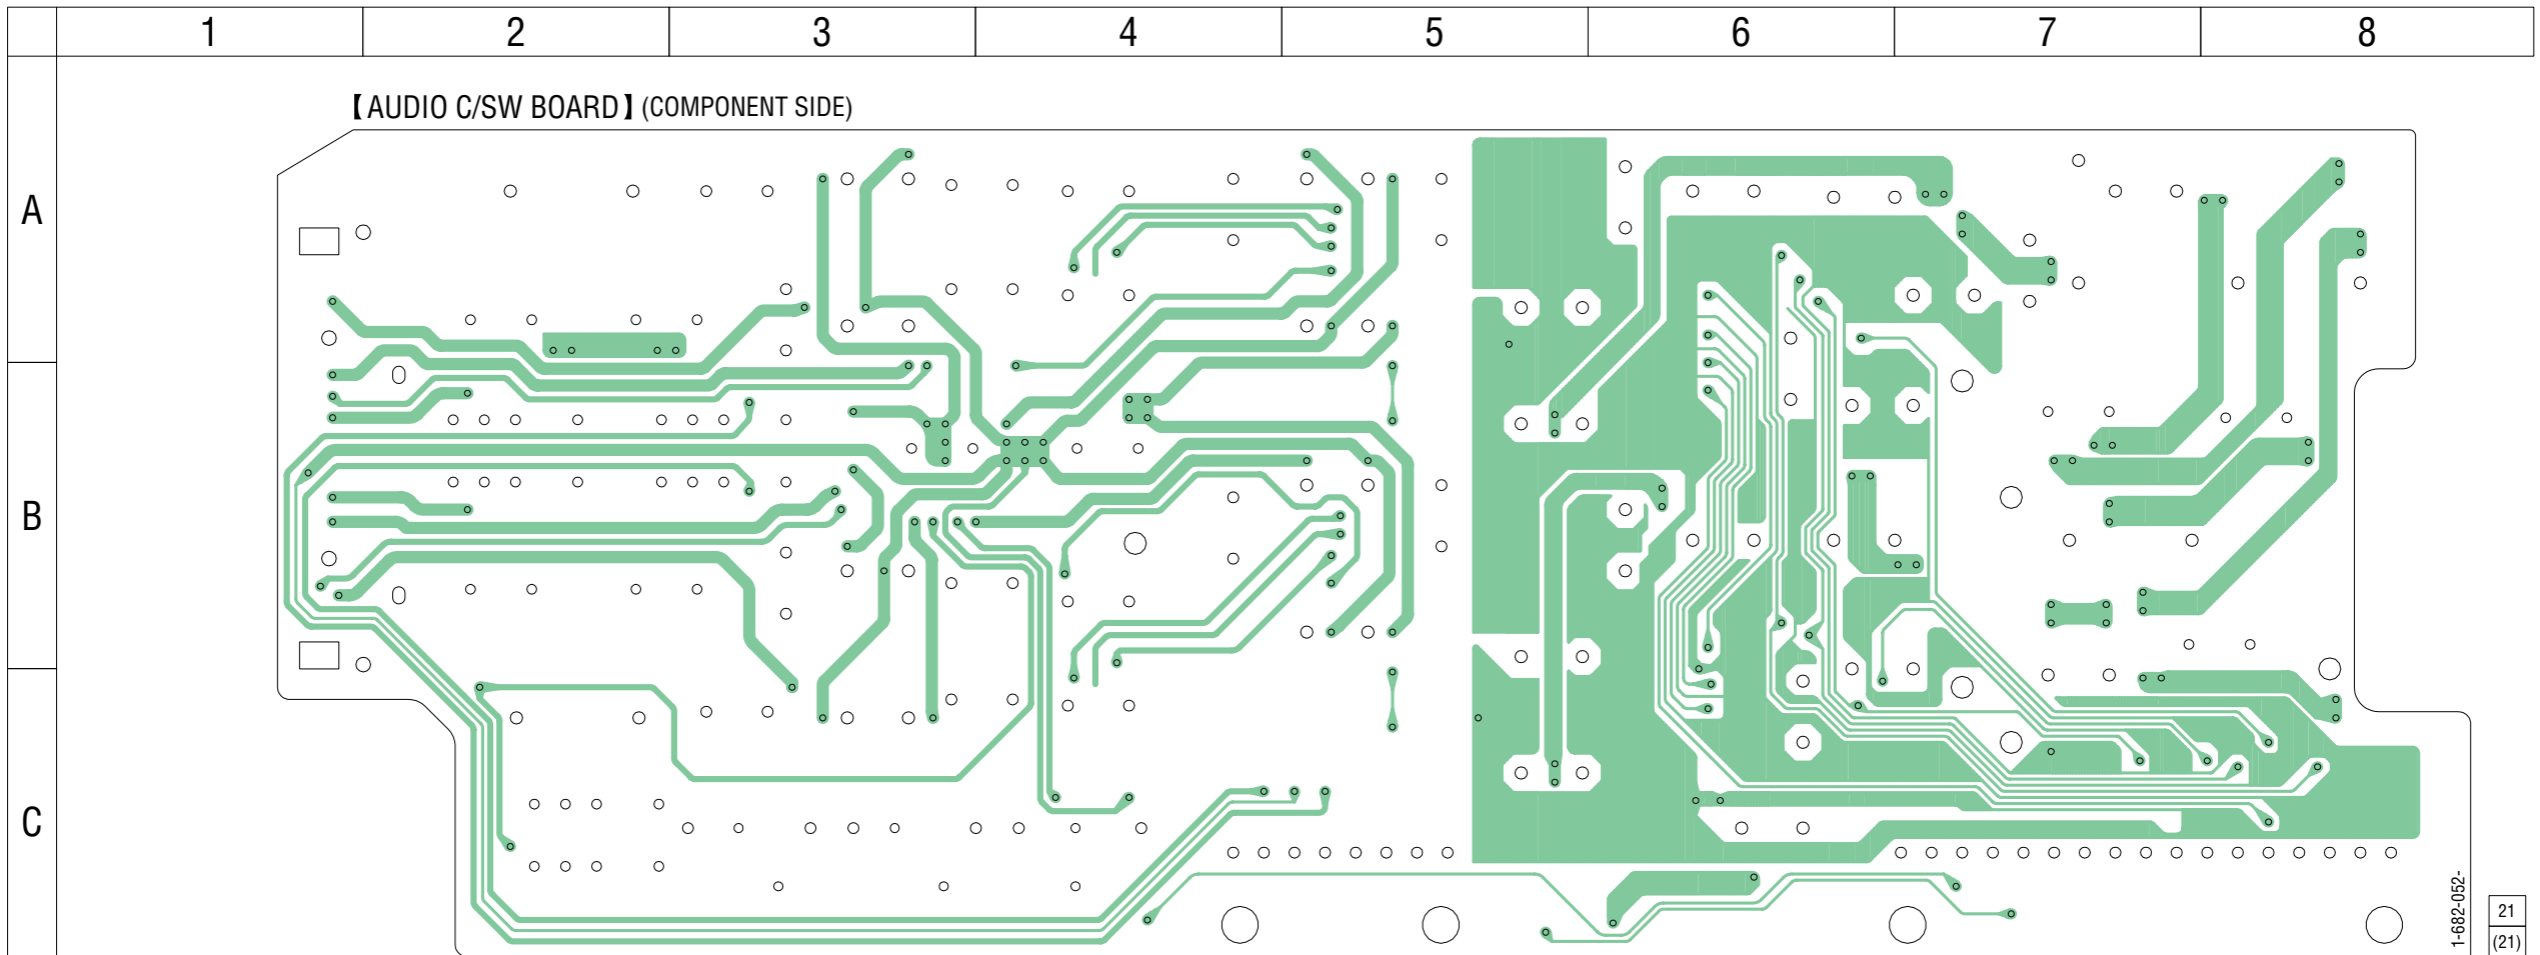 1 2 3 4 5 6 7 8
【AUDIO C/SW BOARD】(COMPONENT SIDE)
A
B
C
1-682-052-
21
(21)